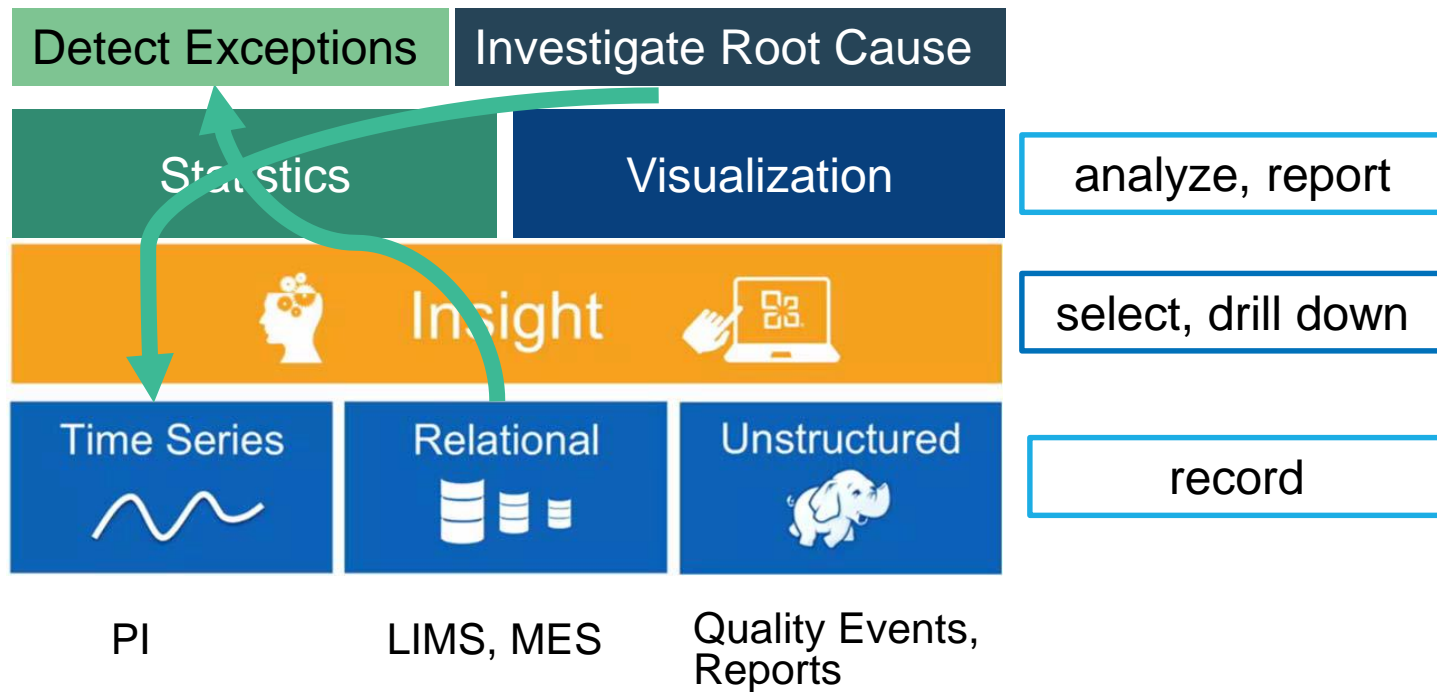 Detect Exceptions
Investigate Root Cause
Statistics
Visualization
analyze, report
Insight
select, drill down
Time Series
Relational
Unstructured
record
PI
LIMS, MES
Quality Events,
Reports